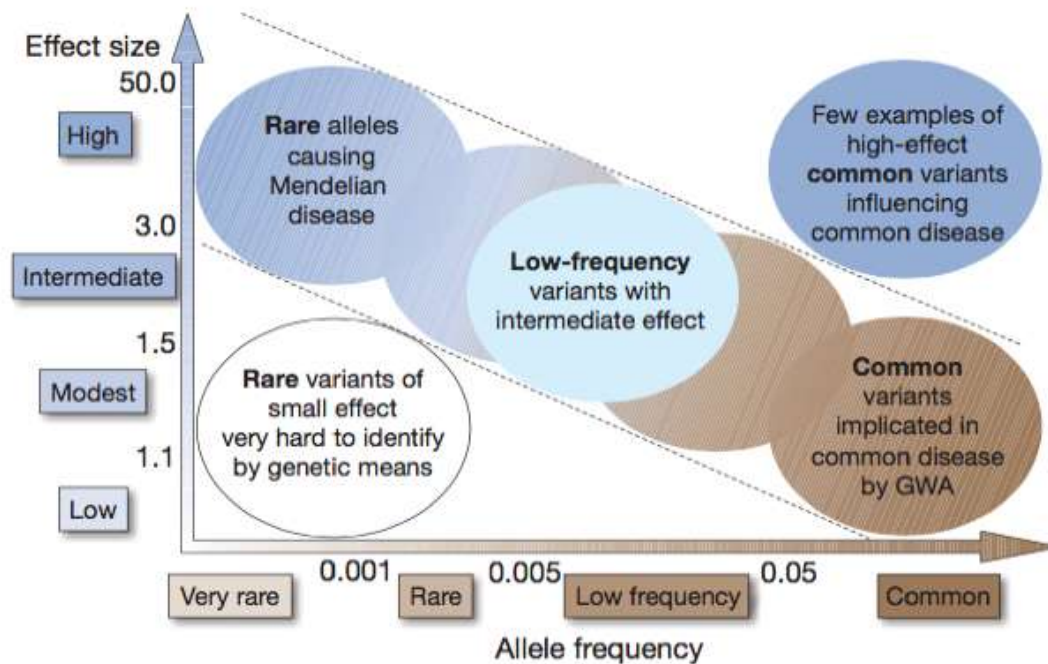 Effect size
50.0
High
3.0
Intermediate
1.5
Modest
1.1
Low
Rare alleles
causing
Mendelian
disease
Few examples of
high-effect
common variants
influencing
common disease
Low-frequency
variants with
intermediate effect
Rare variants of
small effect
very hard to identify
by genetic means
Common
variants
implicated in
common disease
by GWA
0.001
0.005
0.05
Very rare
Rare
Low frequency
Common
Allele frequency